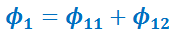 ϕ₁ = ϕ₁₁ + ϕ₁₂